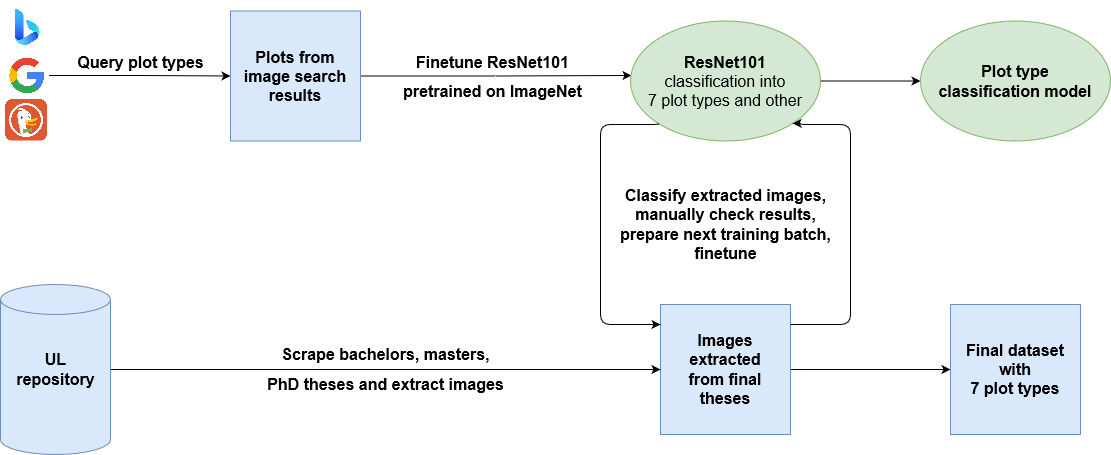 Query plot types
Plots from
image search
results
Finetune ResNet101
pretrained on ImageNet
ResNet101
classification into
7 plot types and other
Plot type
classification model
Classify extracted images,
manually check results,
prepare next training batch,
finetune
UL
repository
Scrape bachelors, masters,
PhD theses and extract images
Images
extracted
from final
theses
Final dataset
with
7 plot types